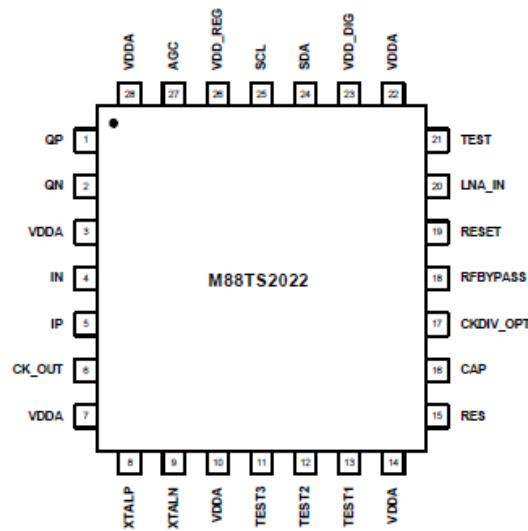 VDDA
AGC
VDD_REG
SCL
SDA
VDD_DIG
VDDA
28
27
26
25
24
23
22
QP 1
QN 2
VDDA 3
IN 4
IP 5
CK_OUT 6
VDDA 7
M88TS2022
21 TEST
20 LNA_IN
19 RESET
18 RFBYPASS
17 CKDIV_OPT
16 CAP
15 RES
8
9
10
11
12
13
14
XTALP
XTALN
VDDA
TEST3
TEST2
TEST1
VDDA